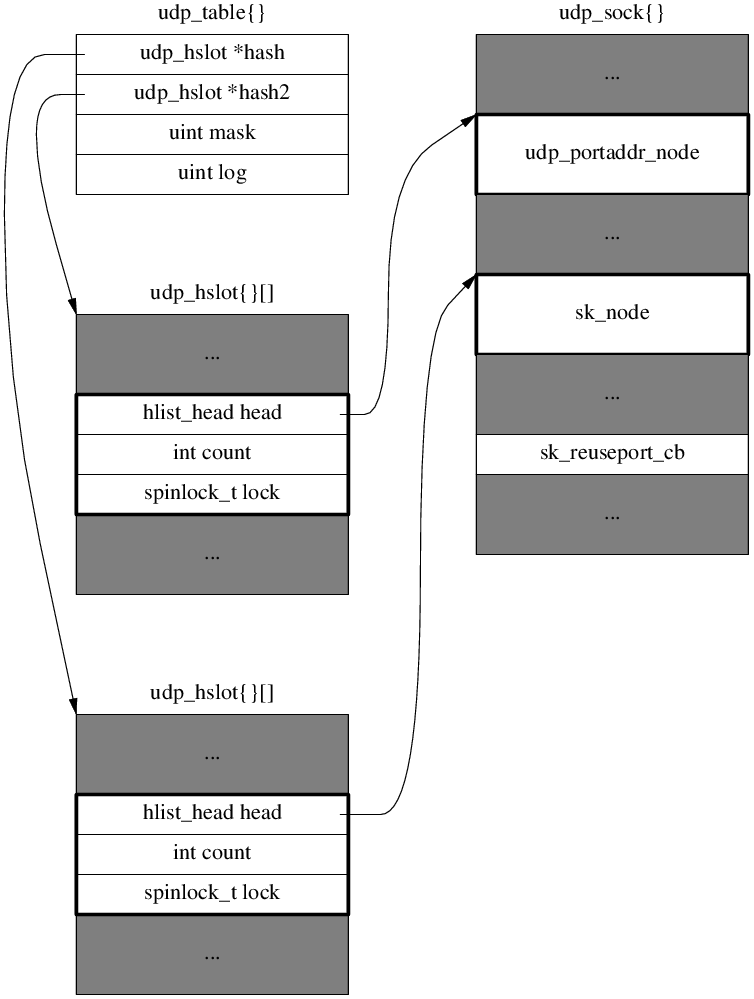 udp_table{}
udp_hslot *hash
udp_hslot *hash2
uint mask
uint log
udp_hslot{}[]
...
hlist_head head
int count
spinlock_t lock
...
udp_hslot{}[]
...
hlist_head head
int count
spinlock_t lock
...
udp_sock{}
...
udp_portaddr_node
...
sk_node
...
sk_reuseport_cb
...